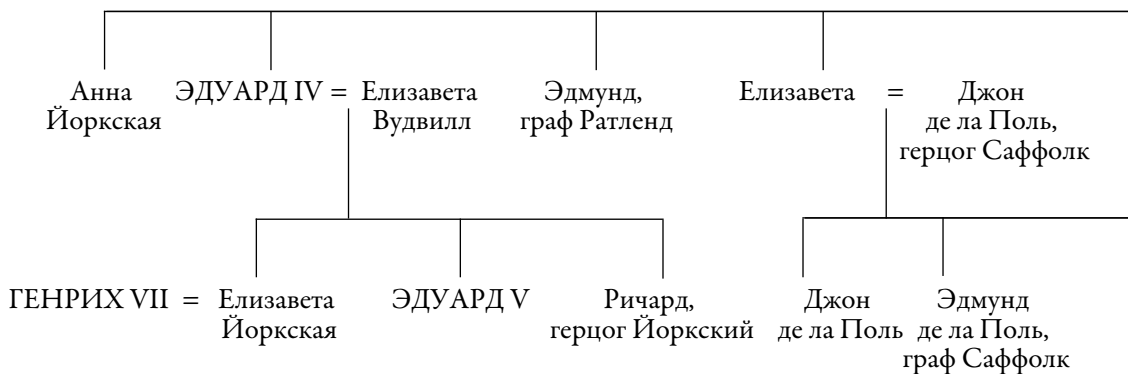 Анна ЭДУАРД IV = Елизавета Эдмунд, Елизавета = Джон
Йоркская Вудвилл граф Ратленд де ла Поль,
герцог Саффолк
ГЕНРИХ VII = Елизавета ЭДУАРД V Ричард, Джон Эдмунд
Йоркская герцог Йоркский де ла Поль де ла Поль,
граф Саффолк